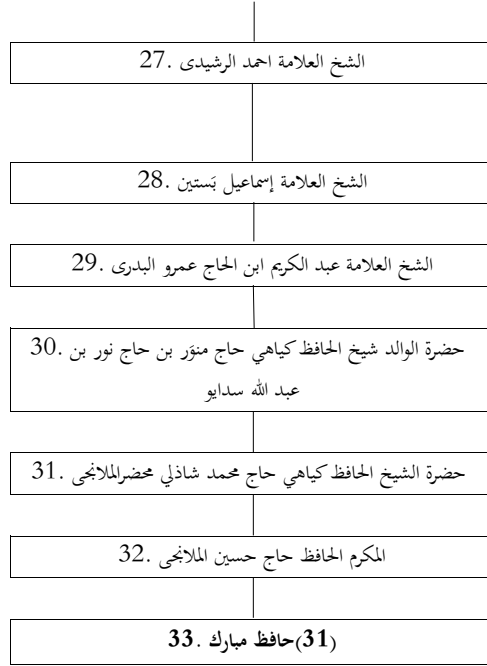 27. الشخ العلامة احمد الرشيدى
28. الشخ العلامة إسماعيل بَستين
29. الشخ العلامة عبد الكريم ابن الحاج عمرو البدرى
30. حضرة الوالد شيخ الحافظ كياهي حاج منوَر بن حاج نور بن
عبد الله سدايو
31. حضرة الشيخ الحافظ كياهي حاج محمد شاذلي محضرالملانجى
32. المكرم الحافظ حاج حسين الملانجى
33. حافظ مبارك(31)